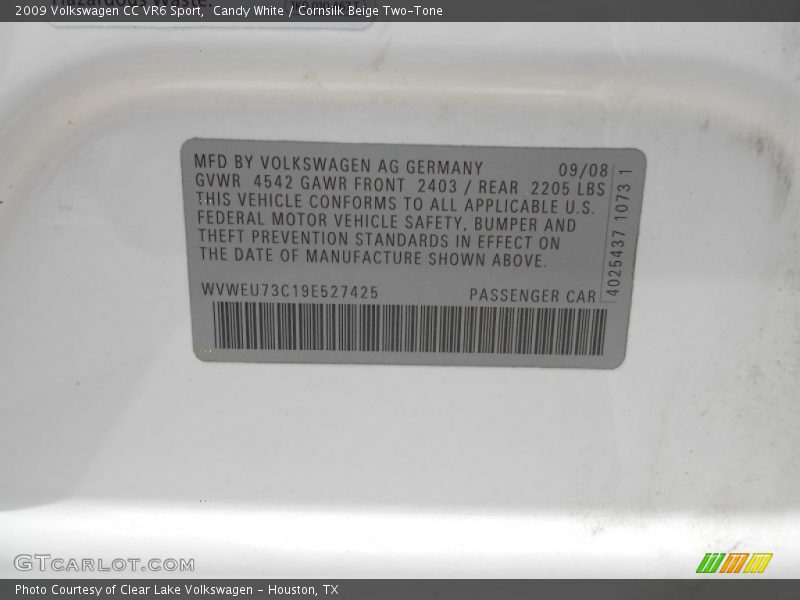 2009 Volkswagen CC VR6 Sport, Candy White / Cornsilk Beige Two-Tone
Hazardous Waste.
MFD BY VOLKSWAGEN AG GERMANY 09/08
GVWR 4542 GAWR FRONT 2403 / REAR 2205 LBS
THIS VEHICLE CONFORMS TO ALL APPLICABLE U.S.
FEDERAL MOTOR VEHICLE SAFETY, BUMPER AND
THEFT PREVENTION STANDARDS IN EFFECT ON
THE DATE OF MANUFACTURE SHOWN ABOVE.
WVWEU73C19E527425 PASSENGER CAR
4025437 1073 1
GTCARLOT.COM
Photo Courtesy of Clear Lake Volkswagen - Houston, TX